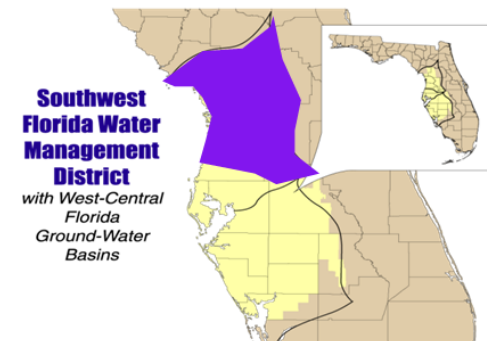 Southwest
Florida Water
Management
District
with West-Central
Florida
Ground-Water
Basins